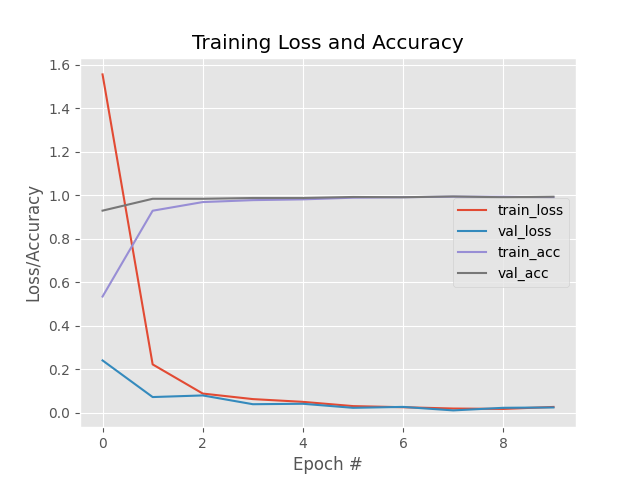 Training Loss and Accuracy
1.6
1.4
1.2
1.0
0.8
0.6
0.4
0.2
0.0
Loss/Accuracy
train_loss
val_loss
train_acc
val_acc
0 2 4 6 8
Epoch #